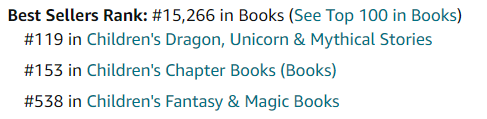 Best Sellers Rank: #15,266 in Books (See Top 100 in Books)
#119 in Children's Dragon, Unicorn & Mythical Stories
#153 in Children's Chapter Books (Books)
#538 in Children's Fantasy & Magic Books